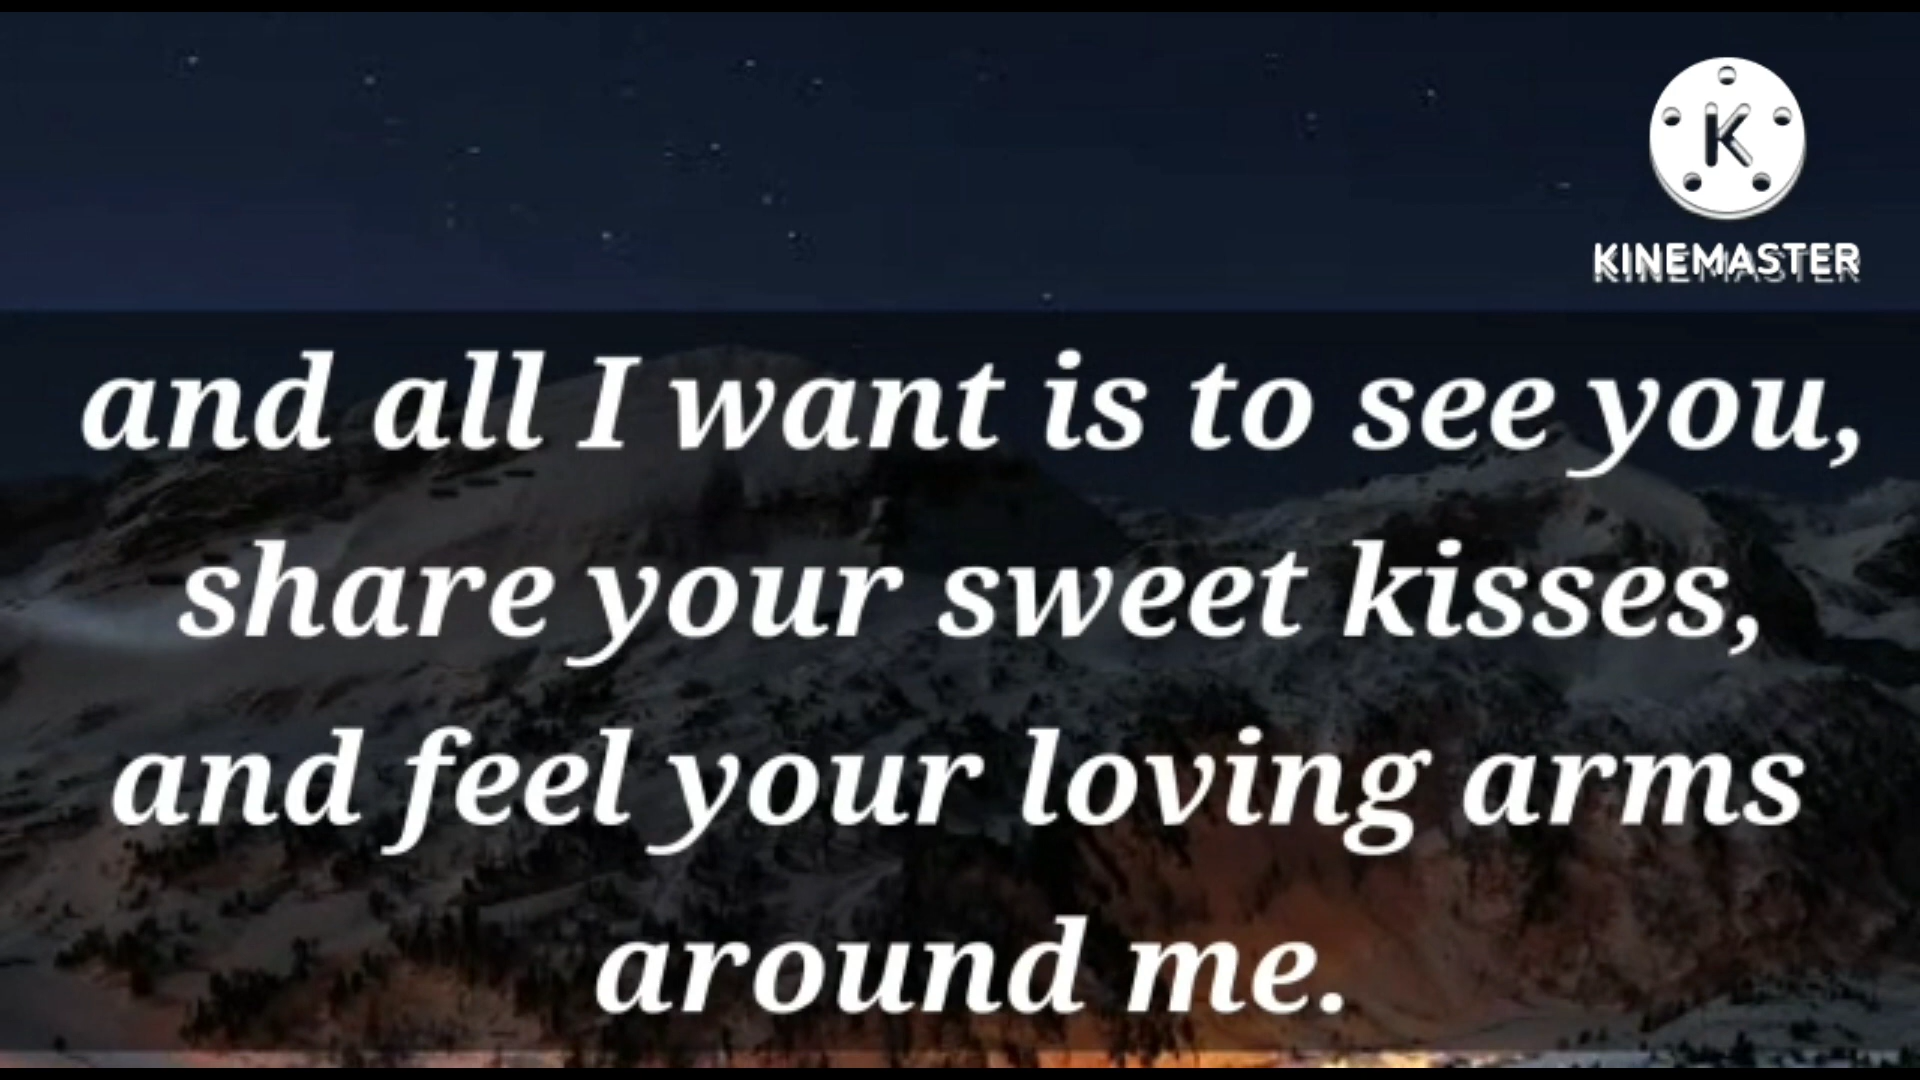 K
KINEMASTER
and all I want is to see you,
share your sweet kisses,
and feel your loving arms
around me.